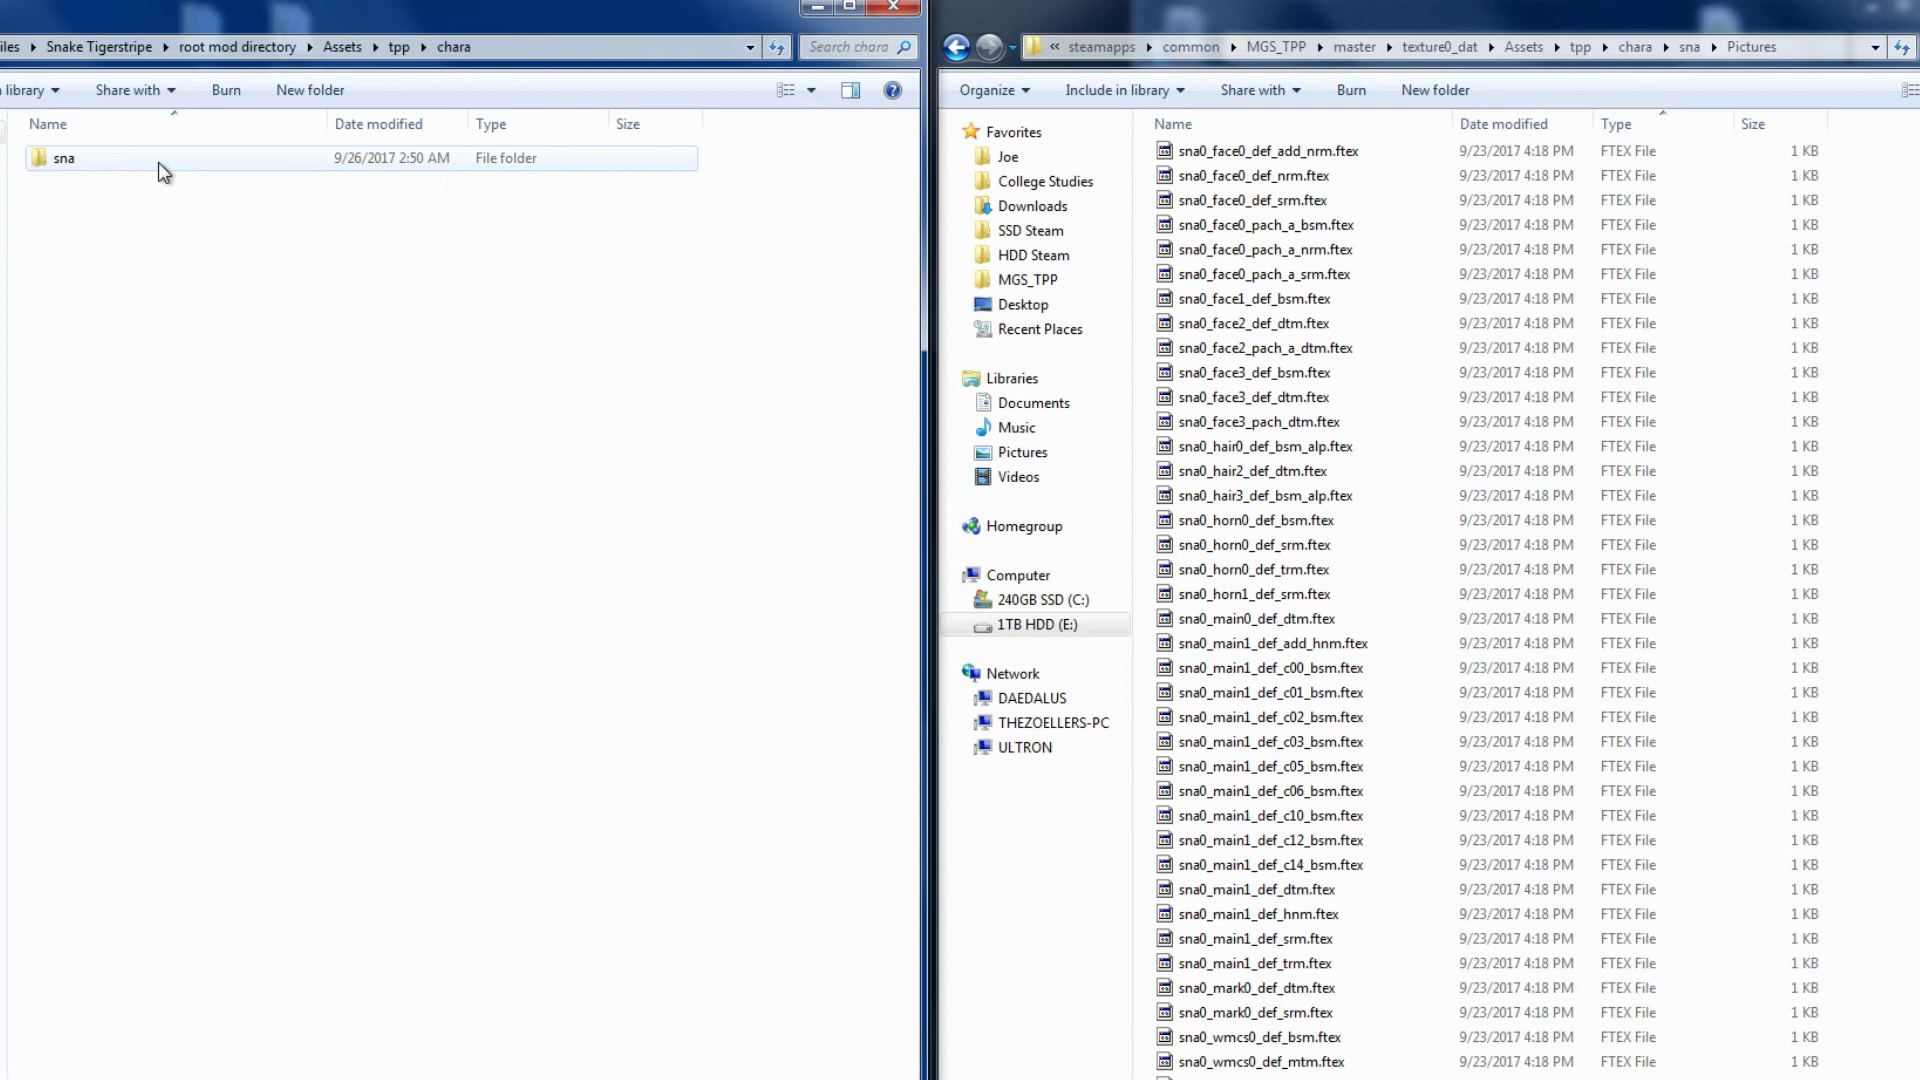 iles ▸ Snake Tigerstripe ▸ root mod directory ▸ Assets ▸ tpp ▸ chara
Search chara
library
Share with
Burn
New folder
Name
Date modified
Type
Size
sna
9/26/2017 2:50 AM
File folder
« steamapps ▸ common ▸ MGS_TPP ▸ master ▸ texture0_dat ▸ Assets ▸ tpp ▸ chara ▸ sna ▸ Pictures
Organize
Include in library
Share with
Burn
New folder
Favorites
Joe
College Studies
Downloads
SSD Steam
HDD Steam
MGS_TPP
Desktop
Recent Places
Libraries
Documents
Music
Pictures
Videos
Homegroup
Computer
240GB SSD (C:)
1TB HDD (E:)
Network
DAEDALUS
THEZOELLERS-PC
ULTRON
Name Date modified Type Size
sna0_face0_def_add_nrm.ftex 9/23/2017 4:18 PM FTEX File 1 KB
sna0_face0_def_nrm.ftex 9/23/2017 4:18 PM FTEX File 1 KB
sna0_face0_def_srm.ftex 9/23/2017 4:18 PM FTEX File 1 KB
sna0_face0_pach_a_bsm.ftex 9/23/2017 4:18 PM FTEX File 1 KB
sna0_face0_pach_a_nrm.ftex 9/23/2017 4:18 PM FTEX File 1 KB
sna0_face0_pach_a_srm.ftex 9/23/2017 4:18 PM FTEX File 1 KB
sna0_face1_def_bsm.ftex 9/23/2017 4:18 PM FTEX File 1 KB
sna0_face2_def_dtm.ftex 9/23/2017 4:18 PM FTEX File 1 KB
sna0_face2_pach_a_dtm.ftex 9/23/2017 4:18 PM FTEX File 1 KB
sna0_face3_def_bsm.ftex 9/23/2017 4:18 PM FTEX File 1 KB
sna0_face3_def_dtm.ftex 9/23/2017 4:18 PM FTEX File 1 KB
sna0_face3_pach_dtm.ftex 9/23/2017 4:18 PM FTEX File 1 KB
sna0_hair0_def_bsm_alp.ftex 9/23/2017 4:18 PM FTEX File 1 KB
sna0_hair2_def_dtm.ftex 9/23/2017 4:18 PM FTEX File 1 KB
sna0_hair3_def_bsm_alp.ftex 9/23/2017 4:18 PM FTEX File 1 KB
sna0_horn0_def_bsm.ftex 9/23/2017 4:18 PM FTEX File 1 KB
sna0_horn0_def_srm.ftex 9/23/2017 4:18 PM FTEX File 1 KB
sna0_horn0_def_trm.ftex 9/23/2017 4:18 PM FTEX File 1 KB
sna0_horn1_def_srm.ftex 9/23/2017 4:18 PM FTEX File 1 KB
sna0_main0_def_dtm.ftex 9/23/2017 4:18 PM FTEX File 1 KB
sna0_main1_def_add_hnm.ftex 9/23/2017 4:18 PM FTEX File 1 KB
sna0_main1_def_c00_bsm.ftex 9/23/2017 4:18 PM FTEX File 1 KB
sna0_main1_def_c01_bsm.ftex 9/23/2017 4:18 PM FTEX File 1 KB
sna0_main1_def_c02_bsm.ftex 9/23/2017 4:18 PM FTEX File 1 KB
sna0_main1_def_c03_bsm.ftex 9/23/2017 4:18 PM FTEX File 1 KB
sna0_main1_def_c05_bsm.ftex 9/23/2017 4:18 PM FTEX File 1 KB
sna0_main1_def_c06_bsm.ftex 9/23/2017 4:18 PM FTEX File 1 KB
sna0_main1_def_c10_bsm.ftex 9/23/2017 4:18 PM FTEX File 1 KB
sna0_main1_def_c12_bsm.ftex 9/23/2017 4:18 PM FTEX File 1 KB
sna0_main1_def_c14_bsm.ftex 9/23/2017 4:18 PM FTEX File 1 KB
sna0_main1_def_dtm.ftex 9/23/2017 4:18 PM FTEX File 1 KB
sna0_main1_def_hnm.ftex 9/23/2017 4:18 PM FTEX File 1 KB
sna0_main1_def_srm.ftex 9/23/2017 4:18 PM FTEX File 1 KB
sna0_main1_def_trm.ftex 9/23/2017 4:18 PM FTEX File 1 KB
sna0_mark0_def_dtm.ftex 9/23/2017 4:18 PM FTEX File 1 KB
sna0_mark0_def_srm.ftex 9/23/2017 4:18 PM FTEX File 1 KB
sna0_wmcs0_def_bsm.ftex 9/23/2017 4:18 PM FTEX File 1 KB
sna0_wmcs0_def_mtm.ftex 9/23/2017 4:18 PM FTEX File 1 KB